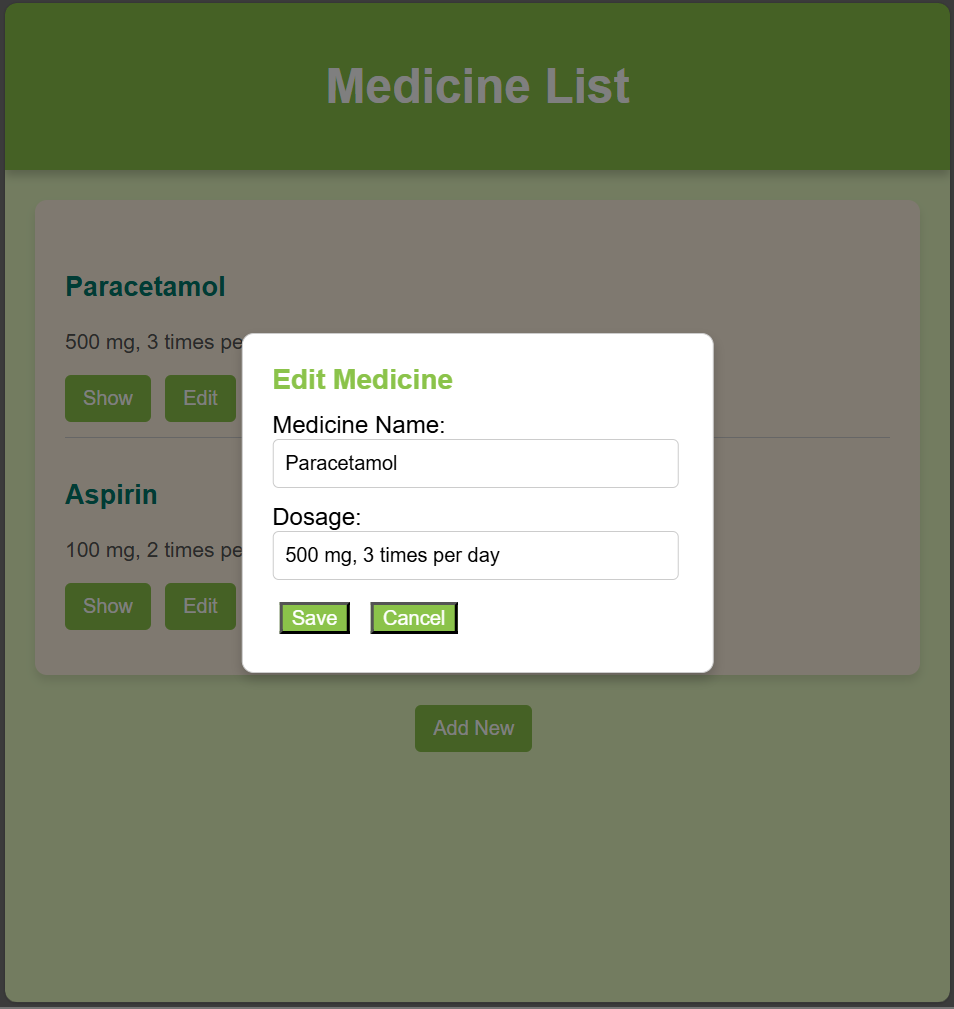 Medicine List
Paracetamol
500 mg, 3 times pe
Show Edit
Aspirin
100 mg, 2 times pe
Show Edit
Edit Medicine
Medicine Name:
Paracetamol
Dosage:
500 mg, 3 times per day
Save Cancel
Add New